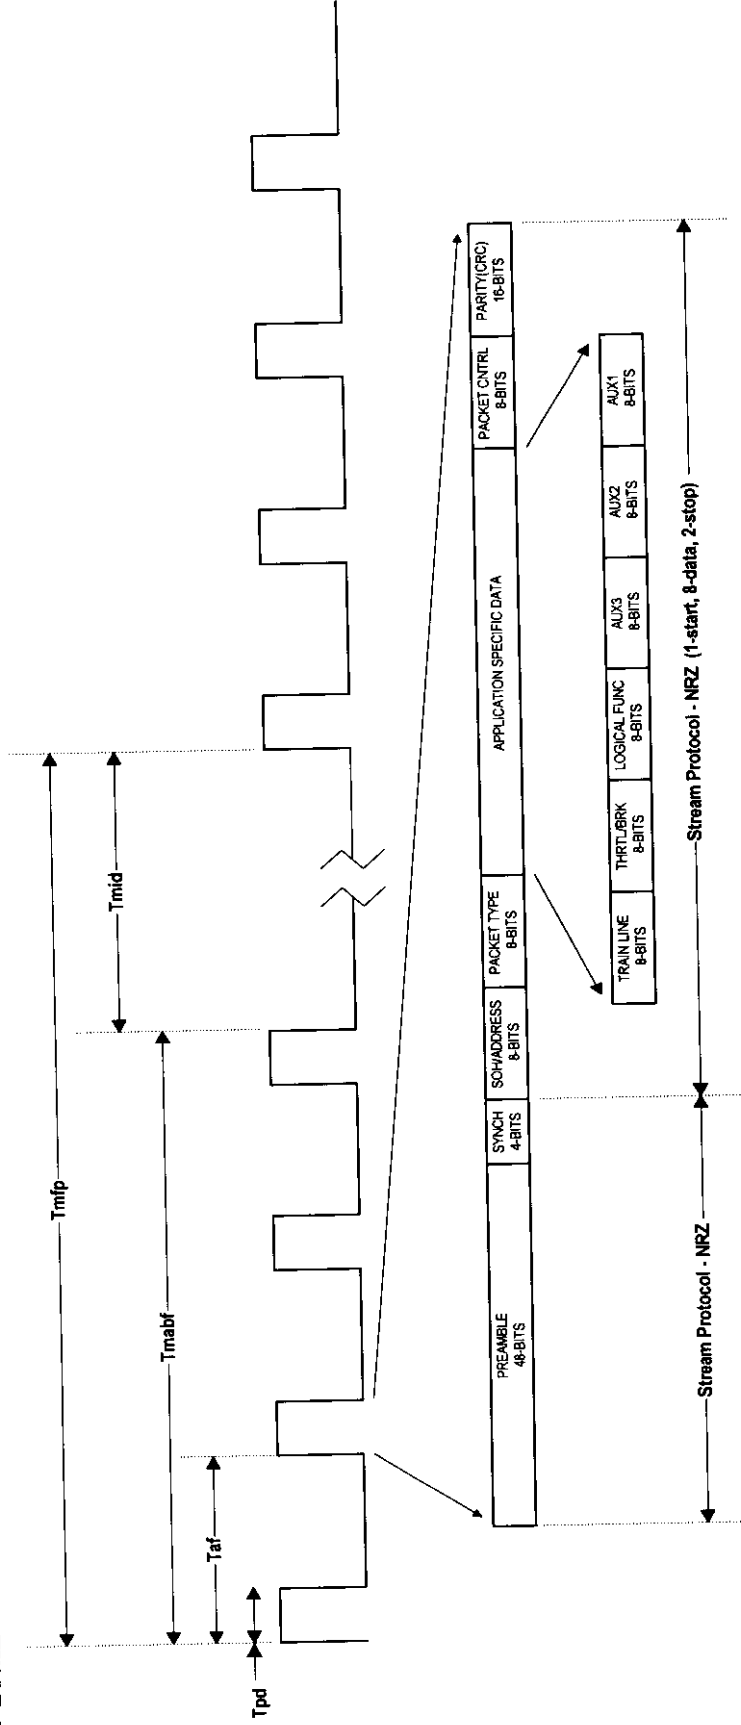 Tmfp
Tmid
Tmabf
Taf
Tpd
PREAMBLE
48-BITS
SYNCH
4-BITS
SOH/ADDRESS
8-BITS
PACKET TYPE
8-BITS
APPLICATION SPECIFIC DATA
PACKET CNTRL
8-BITS
PARITY(CRC)
16-BITS
TRAIN LINE
8-BITS
THRTL/BRK
8-BITS
LOGICAL FUNC
8-BITS
AUX3
8-BITS
AUX2
8-BITS
AUX1
8-BITS
Stream Protocol - NRZ
Stream Protocol - NRZ (1-start, 8-data, 2-stop)